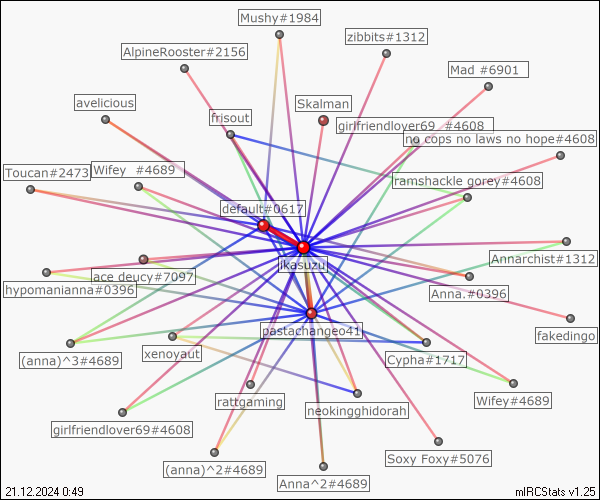 Mushy#1984
zibbits#1312
AlpineRooster#2156
Mad #6901
avelicious
Skalman
frisout
girlfriendlover69_#4608
no cops no laws no hope#4608
Toucan#2473
Wifey_#4689
ramshackle gorey#4608
default#0617
Annarchist#1312
ikasuzu
ace deucy#7097
hypomanianna#0396
Anna.#0396
pastachangeo41
fakedingo
(anna)^3#4689
xenoyaut
Cypha#1717
rattgaming
neokingghidorah
Wifey#4689
girlfriendlover69#4608
(anna)^2#4689
Soxy Foxy#5076
Anna^2#4689
21.12.2024 0:49
mIRCStats v1.25